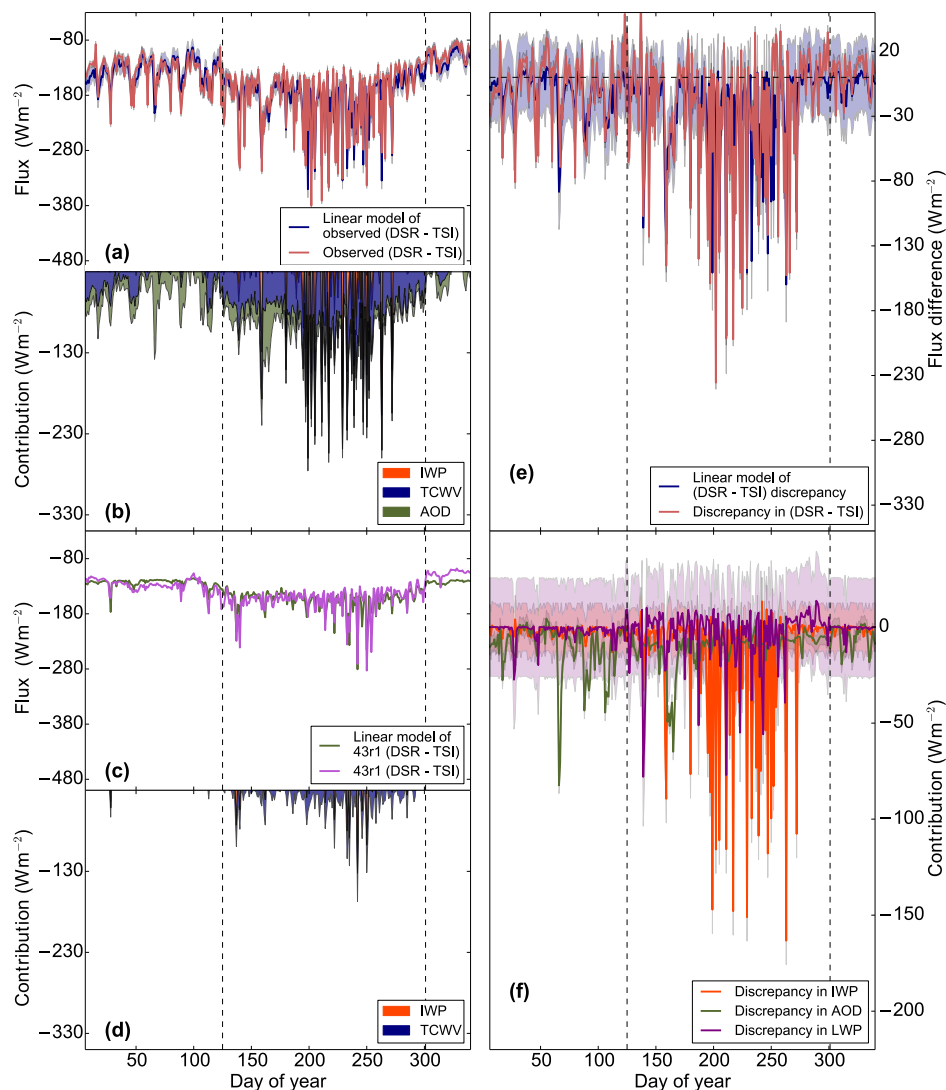 −80
−180
−280
−380
−480
Flux (Wm−2)
(a)
Linear model of
observed (DSR - TSI)
Observed (DSR - TSI)
−130
−230
−330
Contribution (Wm−2)
(b)
IWP
TCWV
AOD
−80
−180
−280
−380
−480
Flux (Wm−2)
(c)
Linear model of
43r1 (DSR - TSI)
43r1 (DSR - TSI)
−130
−230
−330
Contribution (Wm−2)
(d)
IWP
TCWV
50 100 150 200 250 300
Day of year
20
−30
−80
−130
−180
−230
−280
−330
Flux difference (Wm−2)
(e)
Linear model of
(DSR - TSI) discrepancy
Discrepancy in (DSR - TSI)
0
−50
−100
−150
−200
Contribution (Wm−2)
(f)
Discrepancy in IWP
Discrepancy in AOD
Discrepancy in LWP
50 100 150 200 250 300
Day of year